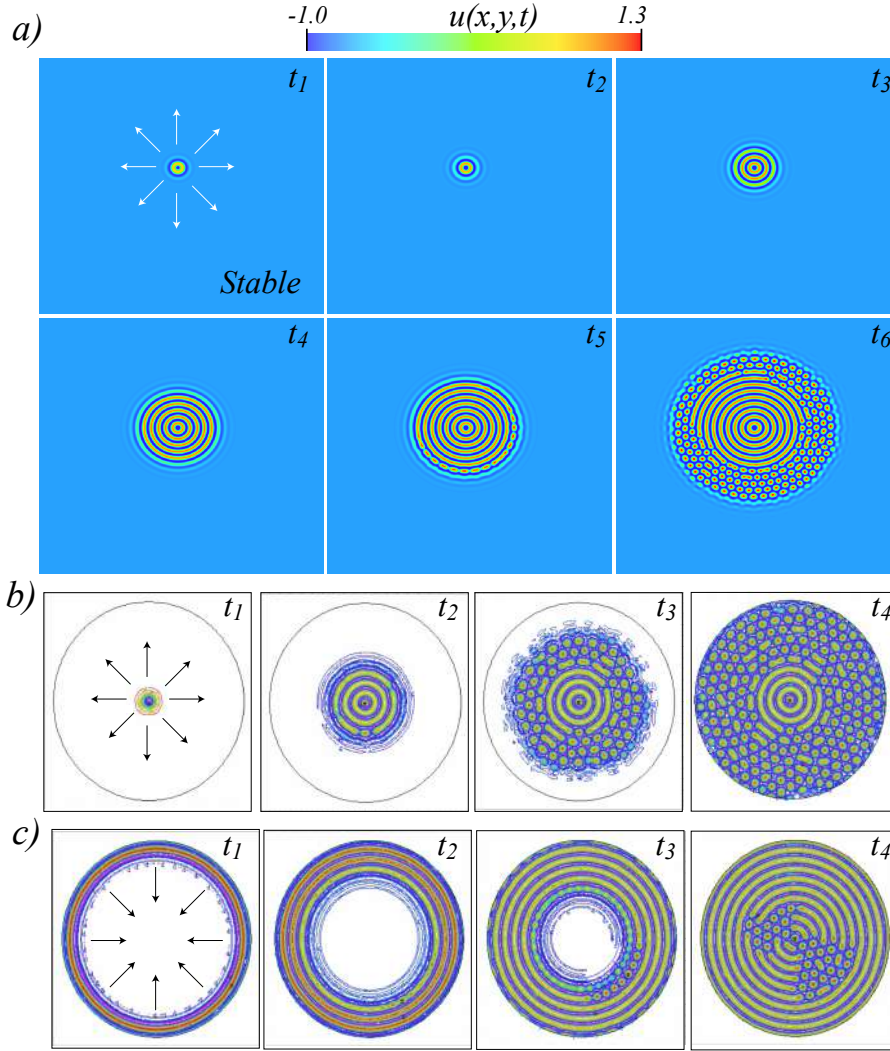 a)
-1.0 u(x,y,t) 1.3
t1 t2 t3
Stable
t4 t5 t6
b)
t1 t2 t3 t4
c)
t1 t2 t3 t4